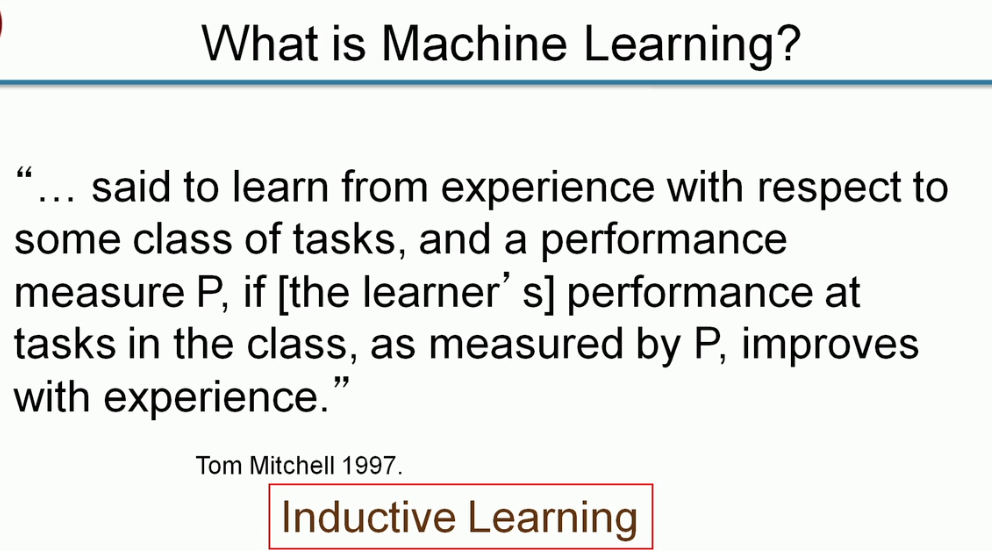 What is Machine Learning?
“… said to learn from experience with respect to
some class of tasks, and a performance
measure P, if [the learner’ s] performance at
tasks in the class, as measured by P, improves
with experience.”
Tom Mitchell 1997.
Inductive Learning